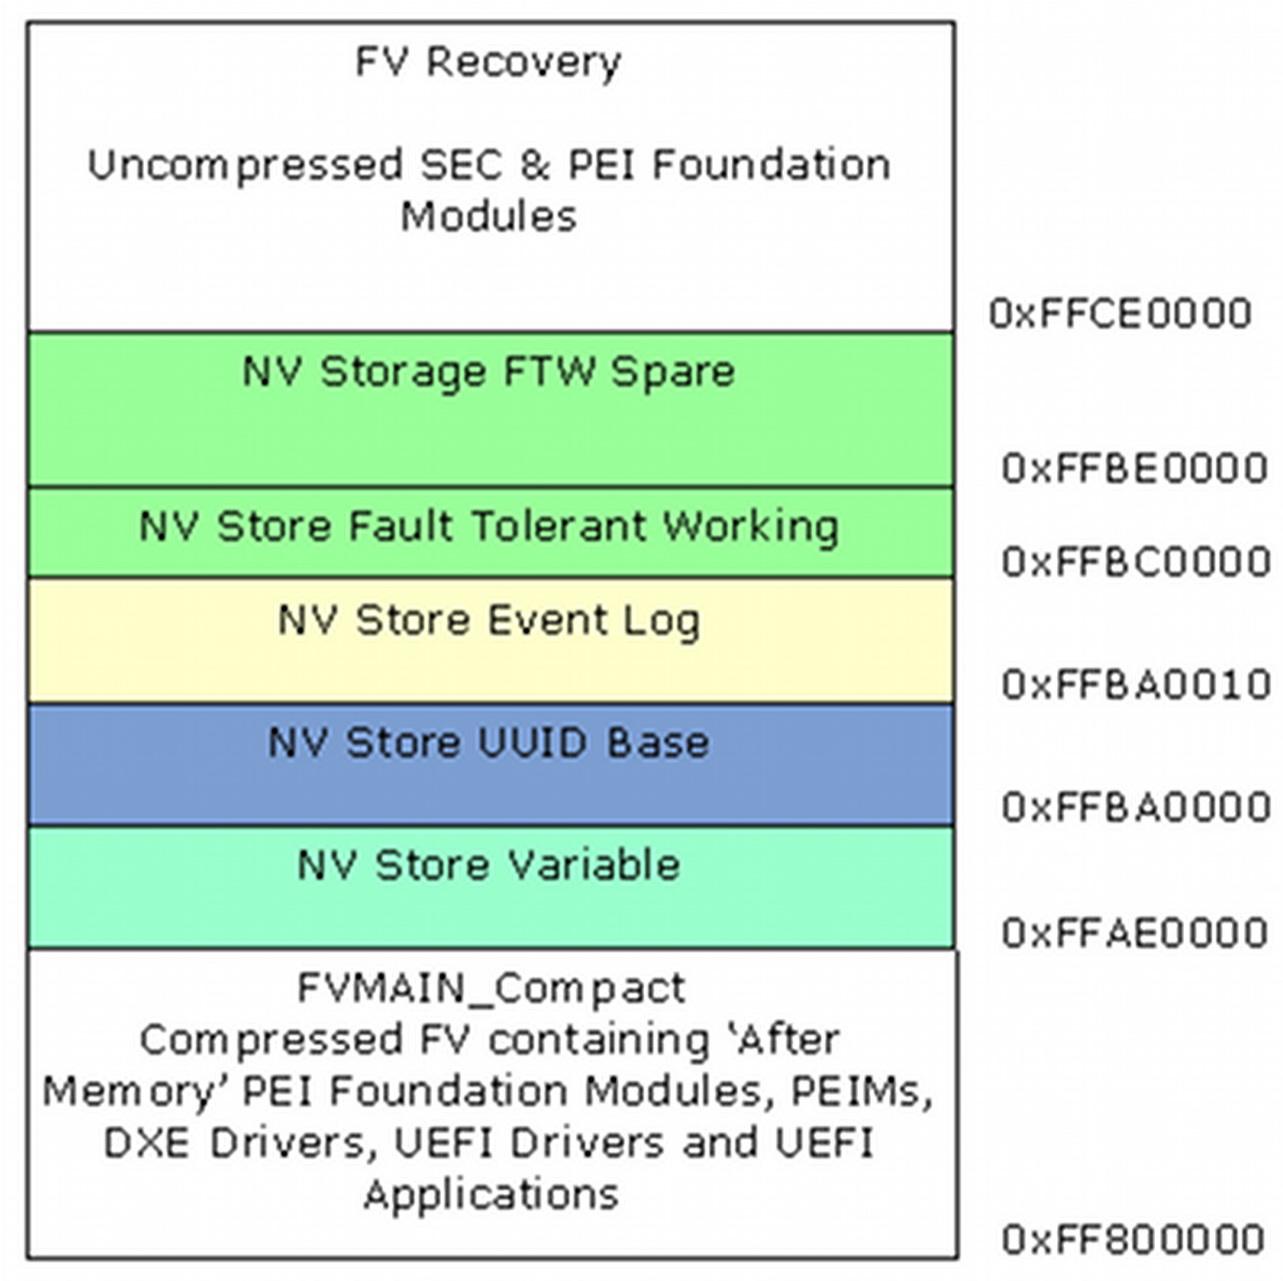 FV Recovery
Uncompressed SEC & PEI Foundation
Modules
0xFFCE0000
NV Storage FTW Spare
0xFFBE0000
NV Store Fault Tolerant Working
0xFFBC0000
NV Store Event Log
0xFFBA0010
NV Store UUID Base
0xFFBA0000
NV Store Variable
0xFFAE0000
FVMAIN_Compact
Compressed FV containing ‘After
Memory’ PEI Foundation Modules, PEIMs,
DXE Drivers, UEFI Drivers and UEFI
Applications
0xFF800000